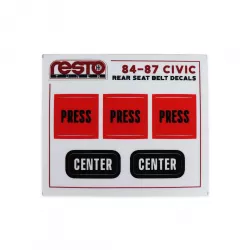 resto
84-87 CIVIC
REAR SEAT BELT DECALS
PRESS PRESS PRESS
CENTER CENTER